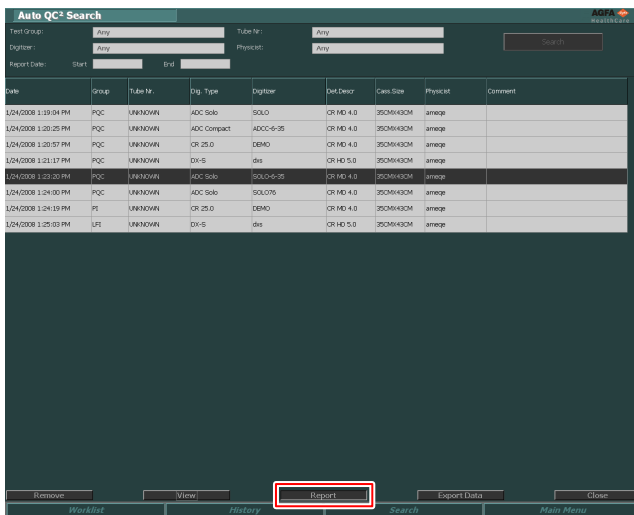 Auto QC² Search
AGFA
HealthCare
Test Group: Any Tube Nr: Any
Digitizer: Any Physicist: Any Search
Report Date: Start End
Date Group Tube Nr. Dig. Type Digitizer Det.Descr Cass.Size Physicist Comment
1/24/2008 1:19:04 PM PQC UNKNOWN ADC Solo SOLO CR MD 4.0 35CMX43CM ameqe
1/24/2008 1:20:25 PM PQC UNKNOWN ADC Compact ADCC-6-35 CR MD 4.0 35CMX43CM ameqe
1/24/2008 1:20:57 PM PQC UNKNOWN CR 25.0 DEMO CR MD 4.0 35CMX43CM ameqe
1/24/2008 1:21:17 PM PQC UNKNOWN DX-S dxs CR HD 5.0 35CMX43CM ameqe
1/24/2008 1:23:20 PM PQC UNKNOWN ADC Solo SOLO-6-35 CR MD 4.0 35CMX43CM ameqe
1/24/2008 1:24:00 PM PQC UNKNOWN ADC Solo SOLO76 CR MD 4.0 35CMX43CM ameqe
1/24/2008 1:24:19 PM PI UNKNOWN CR 25.0 DEMO CR MD 4.0 35CMX43CM ameqe
1/24/2008 1:25:03 PM LFI UNKNOWN DX-S dxs CR HD 5.0 35CMX43CM ameqe
Remove View Report Export Data Close
Worklist History Search Main Menu